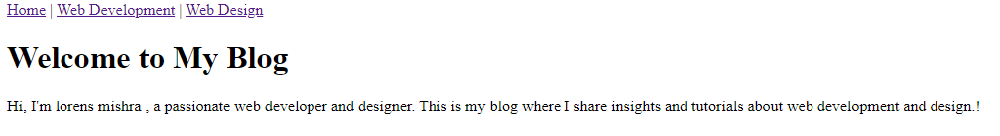 Home | Web Development | Web Design
Welcome to My Blog
Hi, I'm lorens mishra , a passionate web developer and designer. This is my blog where I share insights and tutorials about web development and design.!